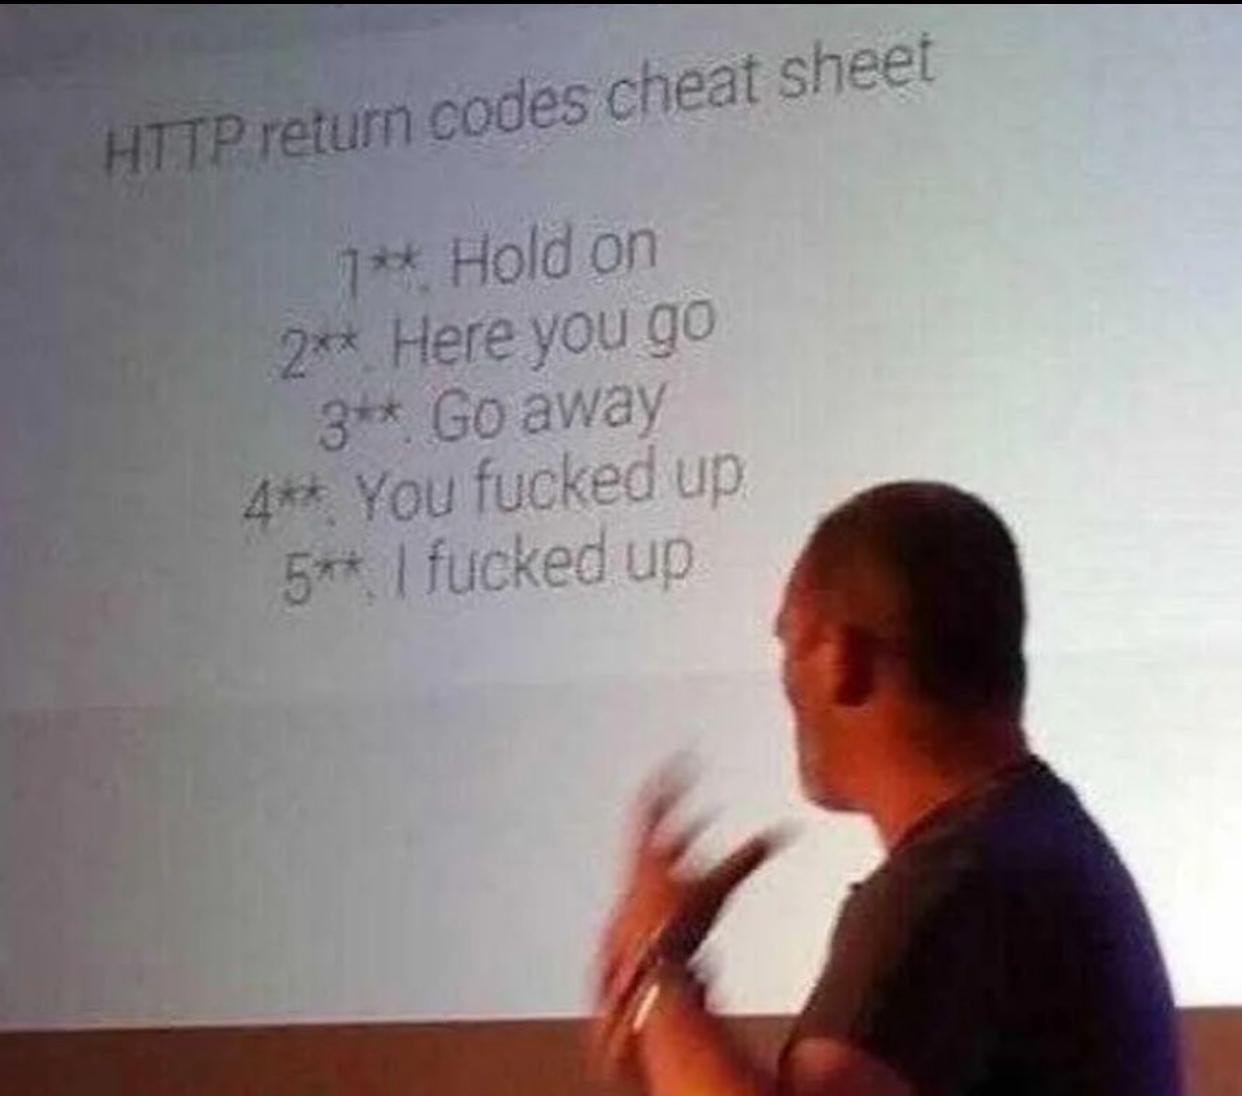 HTTP return codes cheat sheet
1**. Hold on
2**. Here you go
3**. Go away
4**. You fucked up
5**. I fucked up